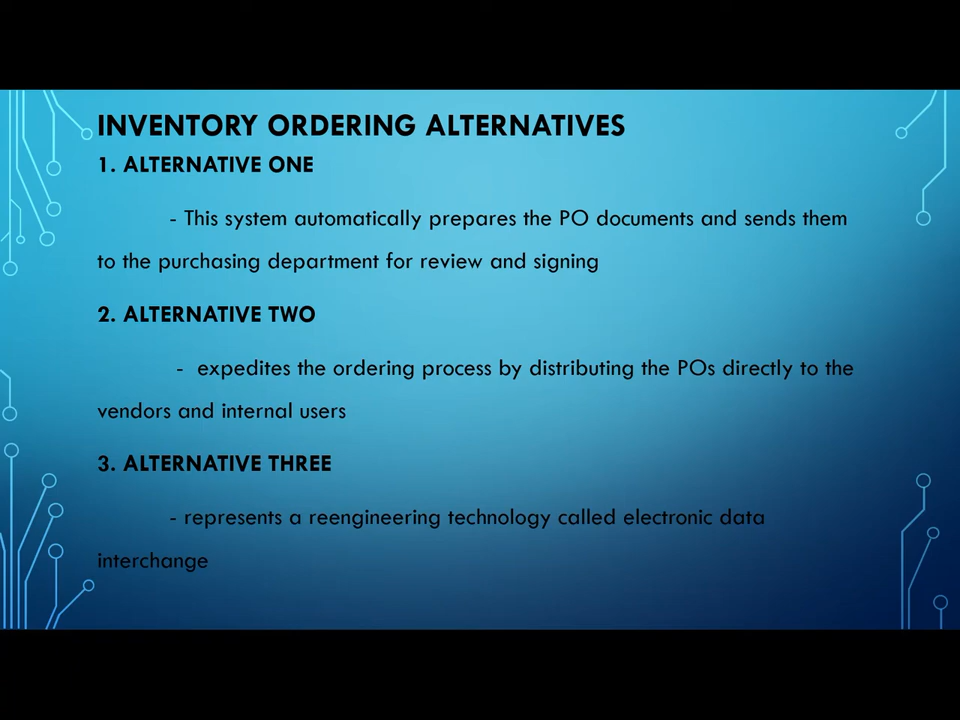 INVENTORY ORDERING ALTERNATIVES
1. ALTERNATIVE ONE
- This system automatically prepares the PO documents and sends them
to the purchasing department for review and signing
2. ALTERNATIVE TWO
- expedites the ordering process by distributing the POs directly to the
vendors and internal users
3. ALTERNATIVE THREE
- represents a reengineering technology called electronic data
interchange